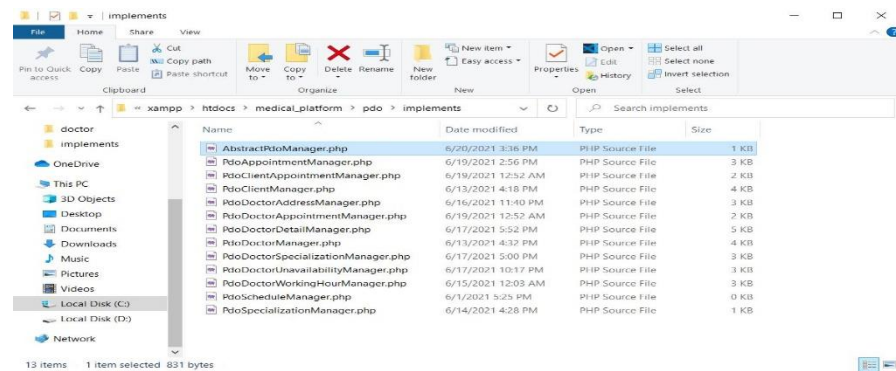 implements
File Home Share View
Pin to Quick access
Copy
Paste
Cut
Copy path
Paste shortcut
Clipboard
Move to
Copy to
Delete
Rename
Organize
New folder
New item
Easy access
New
Properties
Open
Edit
History
Open
Select all
Select none
Invert selection
Select
« xampp > htdocs > medical_platform > pdo > implements
Search implements
doctor
implements
OneDrive
This PC
3D Objects
Desktop
Documents
Downloads
Music
Pictures
Videos
Local Disk (C:)
Local Disk (D:)
Network
Name Date modified Type Size
AbstractPdoManager.php 6/20/2021 3:36 PM PHP Source File 1 KB
PdoAppointmentManager.php 6/19/2021 2:56 PM PHP Source File 3 KB
PdoClientAppointmentManager.php 6/19/2021 12:52 AM PHP Source File 2 KB
PdoClientManager.php 6/13/2021 4:18 PM PHP Source File 4 KB
PdoDoctorAddressManager.php 6/16/2021 11:40 PM PHP Source File 3 KB
PdoDoctorAppointmentManager.php 6/19/2021 12:52 AM PHP Source File 2 KB
PdoDoctorDetailManager.php 6/17/2021 5:52 PM PHP Source File 5 KB
PdoDoctorManager.php 6/13/2021 4:32 PM PHP Source File 4 KB
PdoDoctorSpecializationManager.php 6/17/2021 5:00 PM PHP Source File 3 KB
PdoDoctorUnavailabilityManager.php 6/17/2021 10:17 PM PHP Source File 3 KB
PdoDoctorWorkingHourManager.php 6/15/2021 12:03 AM PHP Source File 3 KB
PdoScheduleManager.php 6/1/2021 5:25 PM PHP Source File 0 KB
PdoSpecializationManager.php 6/14/2021 4:28 PM PHP Source File 1 KB
13 items 1 item selected 831 bytes